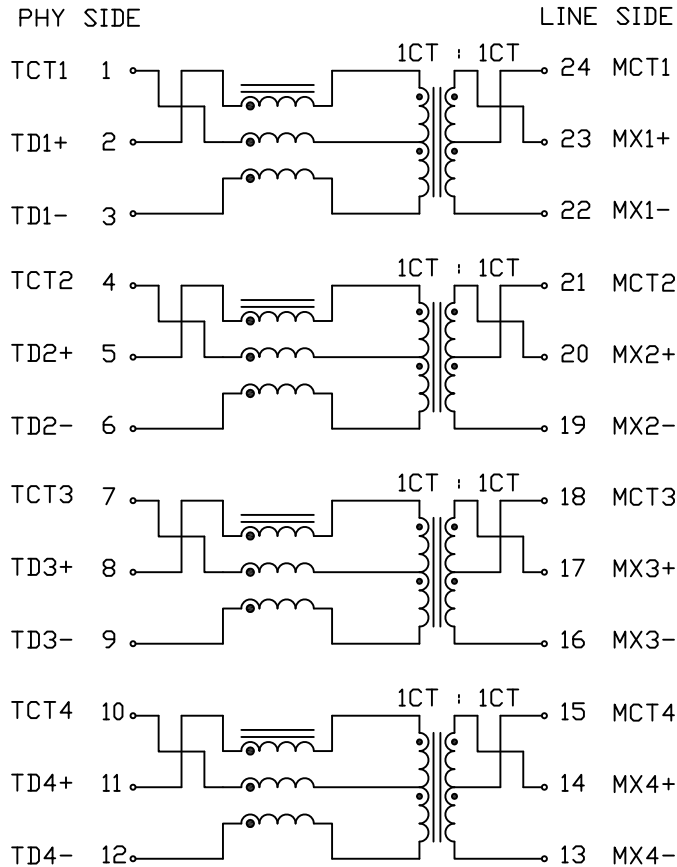 PHY SIDE LINE SIDE
1CT : 1CT
TCT1 1 24 MCT1
TD1+ 2 23 MX1+
TD1- 3 22 MX1-
1CT : 1CT
TCT2 4 21 MCT2
TD2+ 5 20 MX2+
TD2- 6 19 MX2-
1CT : 1CT
TCT3 7 18 MCT3
TD3+ 8 17 MX3+
TD3- 9 16 MX3-
1CT : 1CT
TCT4 10 15 MCT4
TD4+ 11 14 MX4+
TD4- 12 13 MX4-